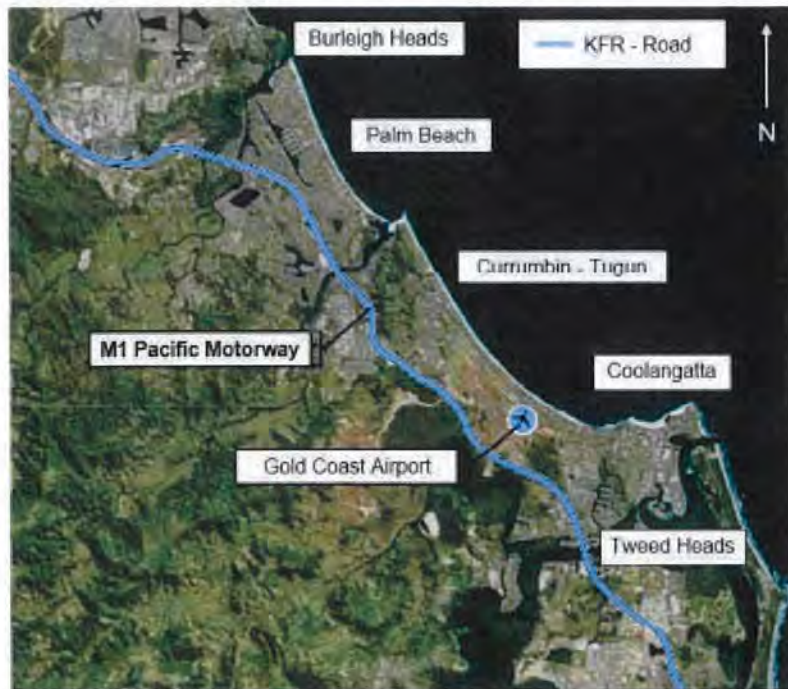 Burleigh Heads
KFR - Road
Palm Beach
N
Currumbin - Tugun
M1 Pacific Motorway
Coolangatta
Gold Coast Airport
Tweed Heads